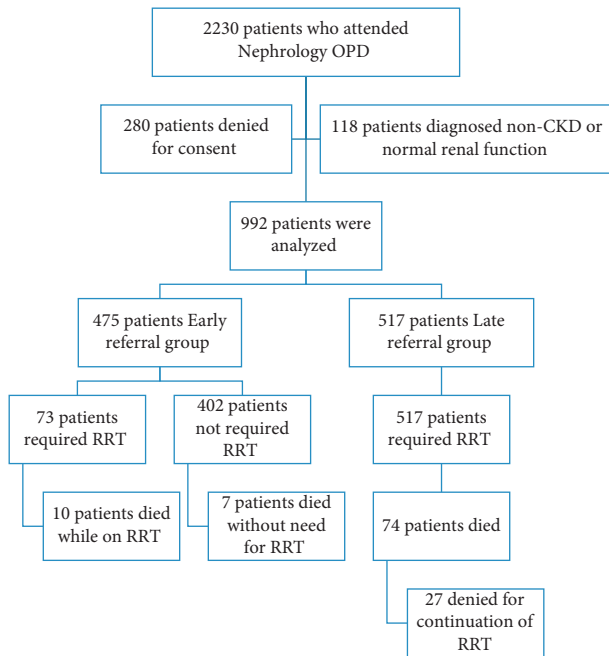 2230 patients who attended
Nephrology OPD
280 patients denied
for consent
118 patients diagnosed non-CKD or
normal renal function
992 patients were
analyzed
475 patients Early
referral group
517 patients Late
referral group
73 patients
required RRT
402 patients
not required
RRT
517 patients
required RRT
10 patients died
while on RRT
7 patients died
without need
for RRT
74 patients died
27 denied for
continuation of
RRT